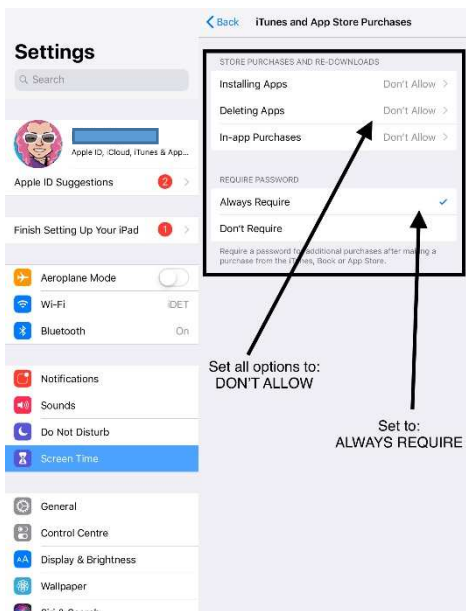 Back iTunes and App Store Purchases
Settings
Search
Apple ID, iCloud, iTunes & App...
Apple ID Suggestions 2
Finish Setting Up Your iPad 1
Aeroplane Mode
Wi-Fi iDET
Bluetooth On
Notifications
Sounds
Do Not Disturb
Screen Time
General
Control Centre
AA Display & Brightness
Wallpaper
STORE PURCHASES AND RE-DOWNLOADS
Installing Apps Don't Allow
Deleting Apps Don't Allow
In-app Purchases Don't Allow
REQUIRE PASSWORD
Always Require
Don't Require
Require a password for additional purchases after making a
purchase from the iTunes, Book or App Store.
Set all options to:
DON'T ALLOW
Set to:
ALWAYS REQUIRE